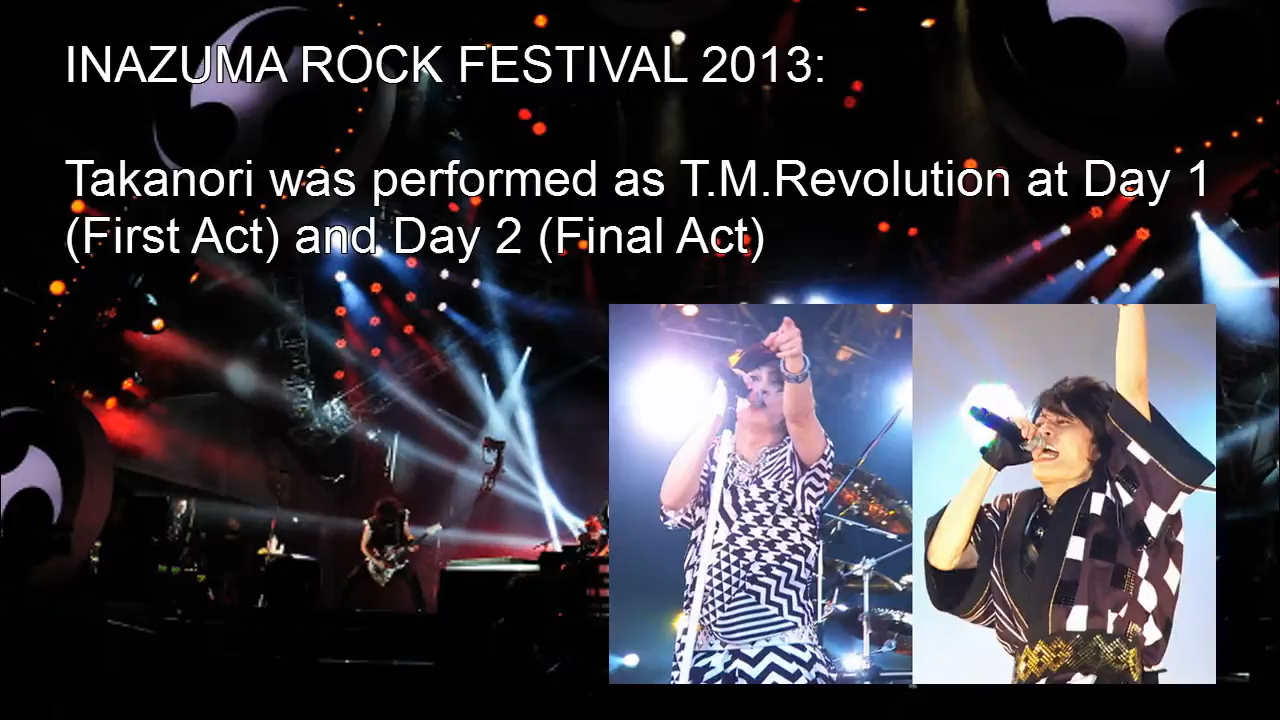 INAZUMA ROCK FESTIVAL 2013:
Takanori was performed as T.M.Revolution at Day 1
(First Act) and Day 2 (Final Act)